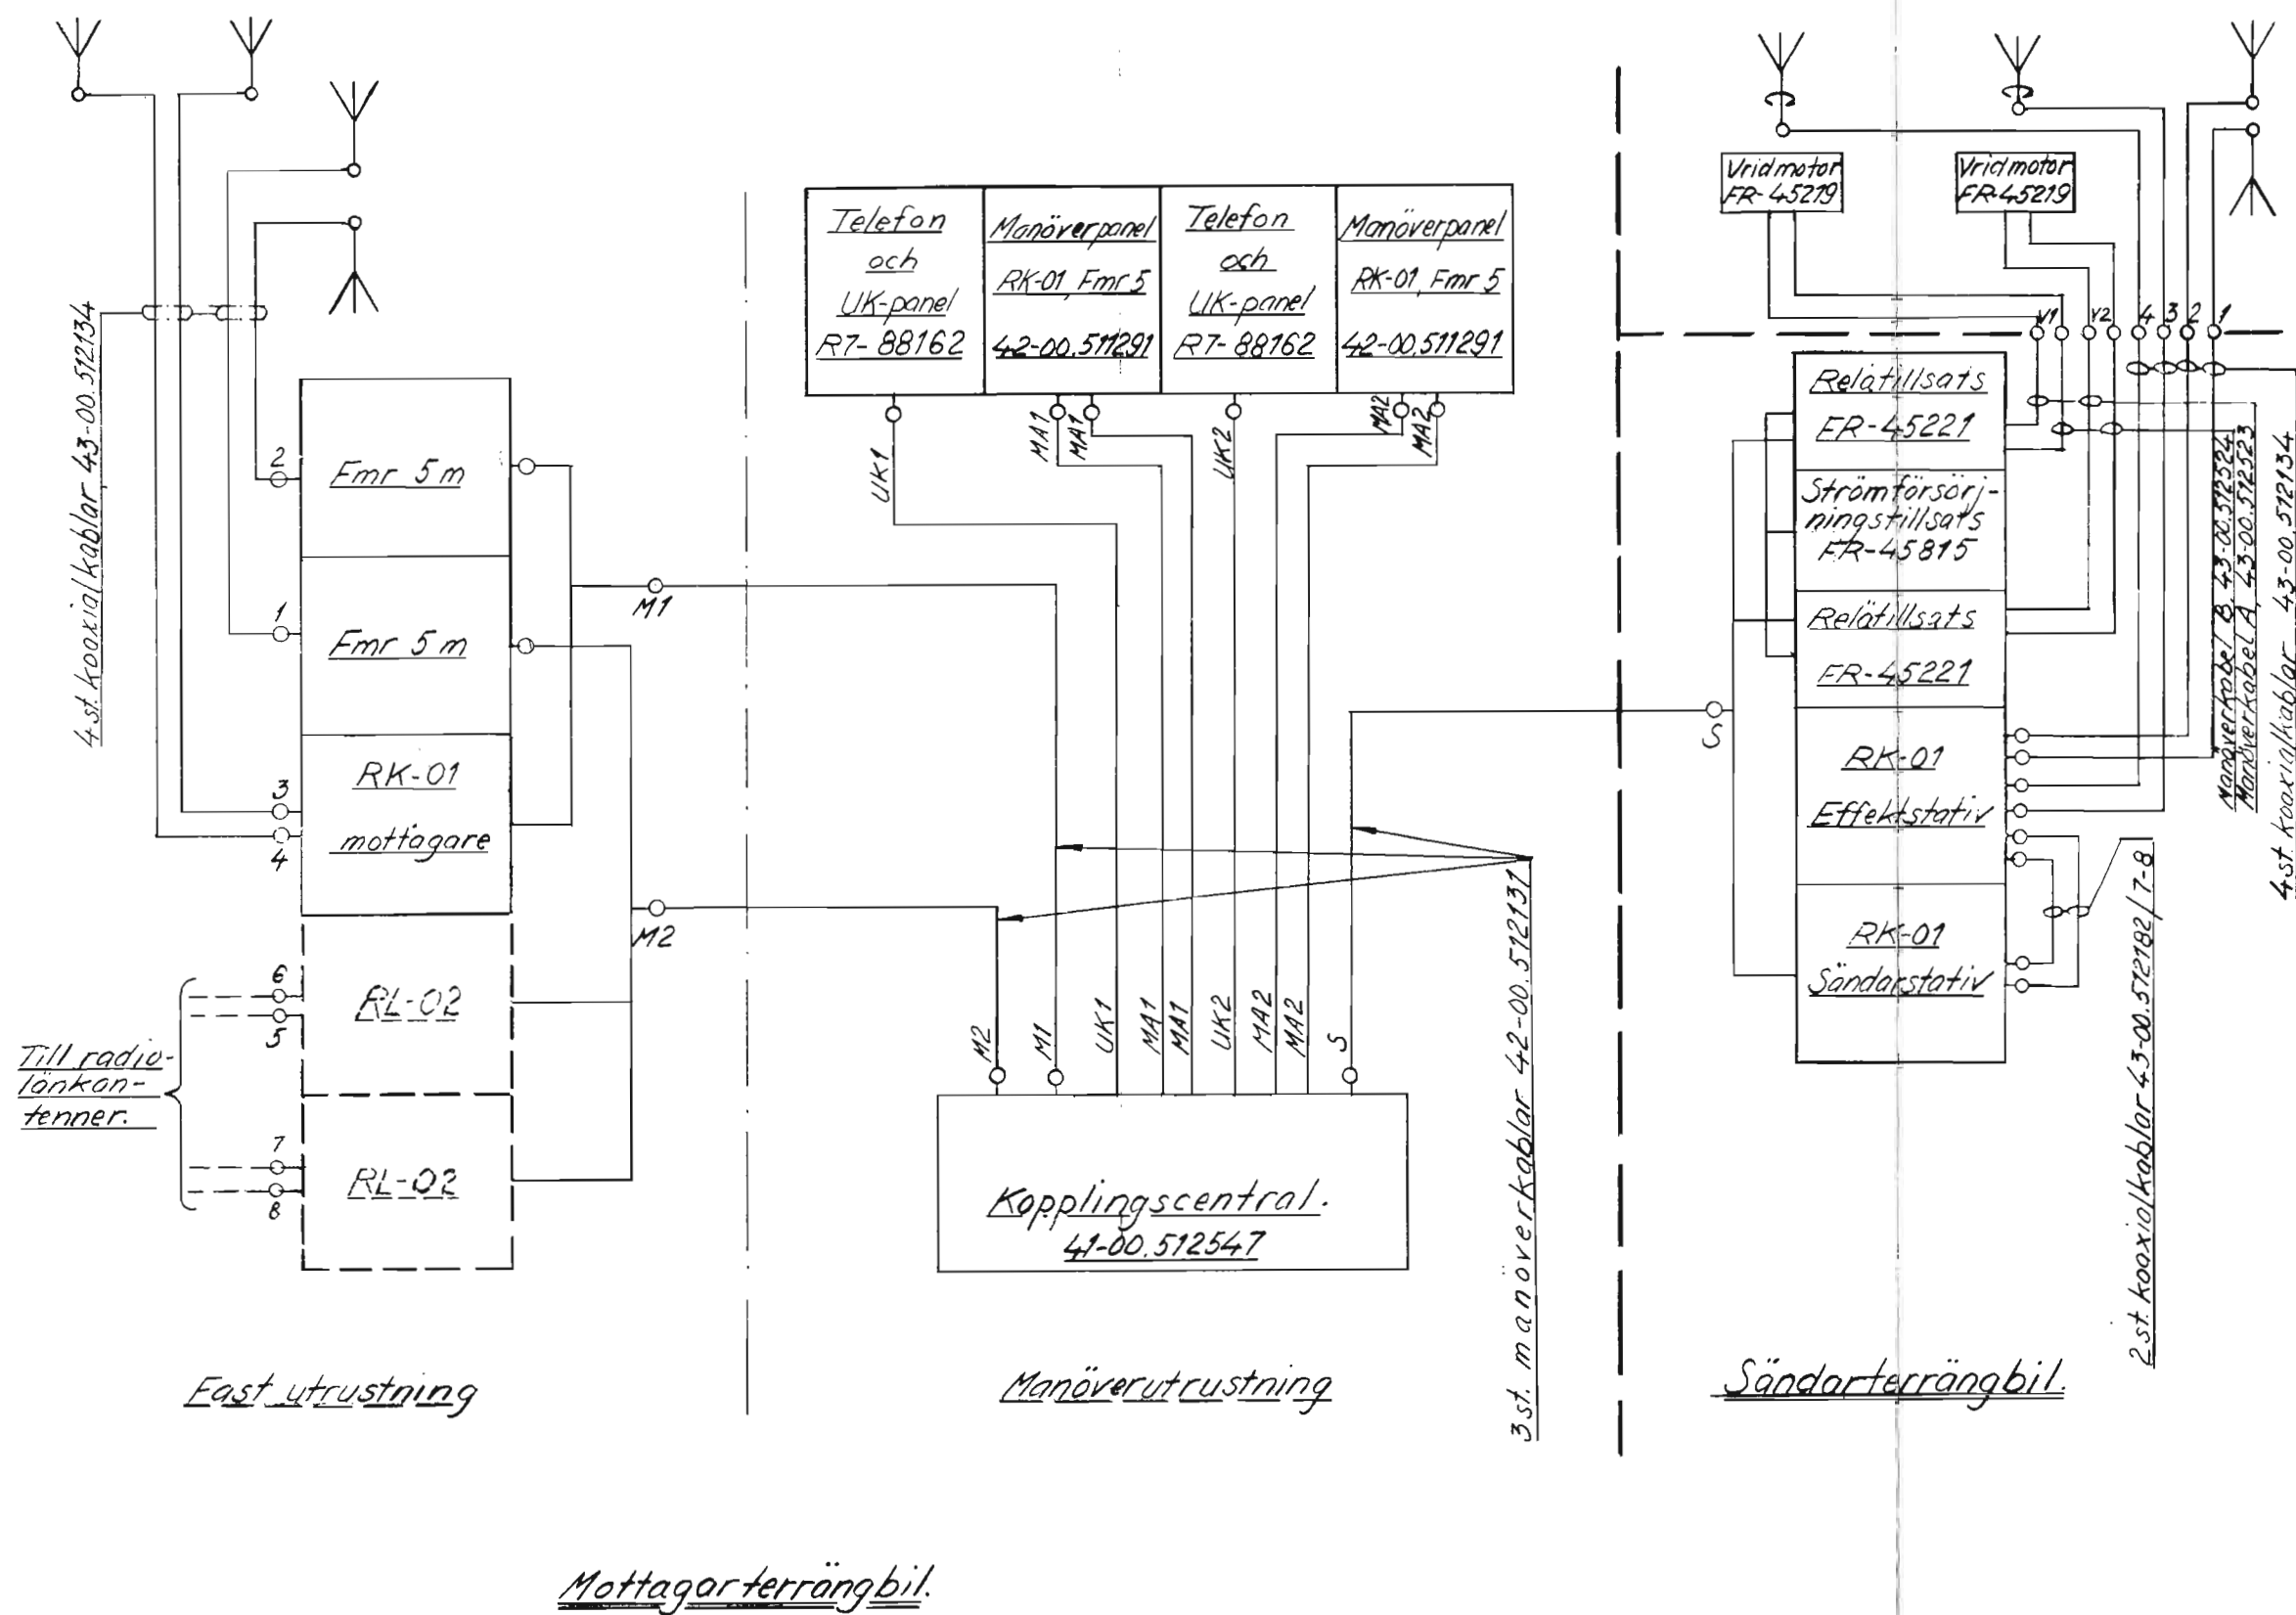 4 st. koaxialkablar 43-00.512134
2
Fmr 5 m
1
Fmr 5 m
3
4
RK-01
mottagare
6
5
RL-02
7
8
RL-02
Till radio-
länkan-
tenner.
M1
M2
Fast utrustning
Telefon
och
UK-panel
R7-88162
Manöverpanel
RK-01, Fmr 5
42-00.511291
Telefon
och
UK-panel
R7-88162
Manöverpanel
RK-01, Fmr 5
42-00.511291
UK1
MA1
MA1
UK2
MA2
MA2
M2
M1
UK1
MA1
MA1
UK2
MA2
MA2
S
Kopplingscentral.
41-00.512547
3 st. manöverkablar 42-00.512131
Manöverutrustning
Mottagarterrängbil.
Vridmotor
FR-45219
Vridmotor
FR-45219
V1
V2
4
3
2
1
Relätillsats
FR-45221
Strömförsörj-
ningstillsats
FR-45815
Relätillsats
FR-45221
S
RK-01
Effektstativ
RK-01
Sändarstativ
Manöverkabel B, 43-00.512524
Manöverkabel A, 43-00.512523
4 st. koaxialkablar 43-00.512134
2 st. koaxialkablar 43-00.512182/7-8
Sändarterrängbil.